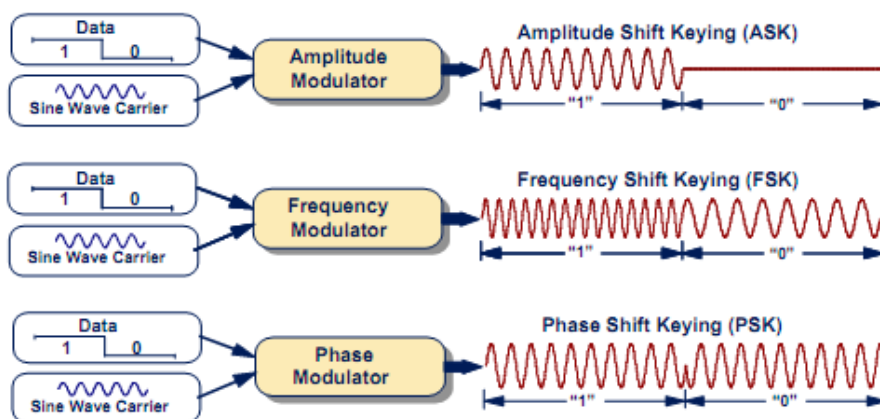 Data
1 0
Sine Wave Carrier
Amplitude
Modulator
Amplitude Shift Keying (ASK)
"1" "0"
Data
1 0
Sine Wave Carrier
Frequency
Modulator
Frequency Shift Keying (FSK)
"1" "0"
Data
1 0
Sine Wave Carrier
Phase
Modulator
Phase Shift Keying (PSK)
"1" "0"